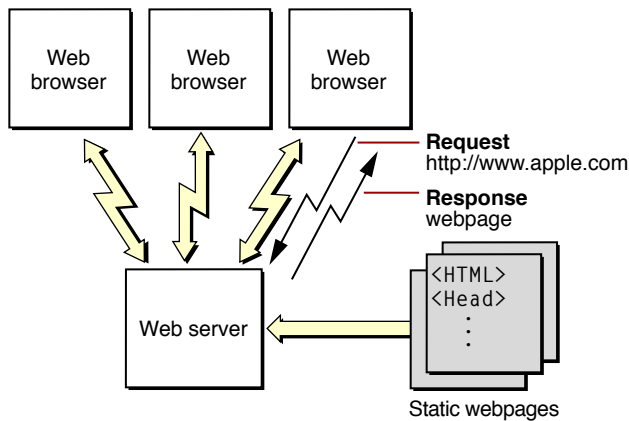 Web
browser
Web
browser
Web
browser
Request
http://www.apple.com
Response
webpage
Web server
<HTML>
<Head>
Static webpages